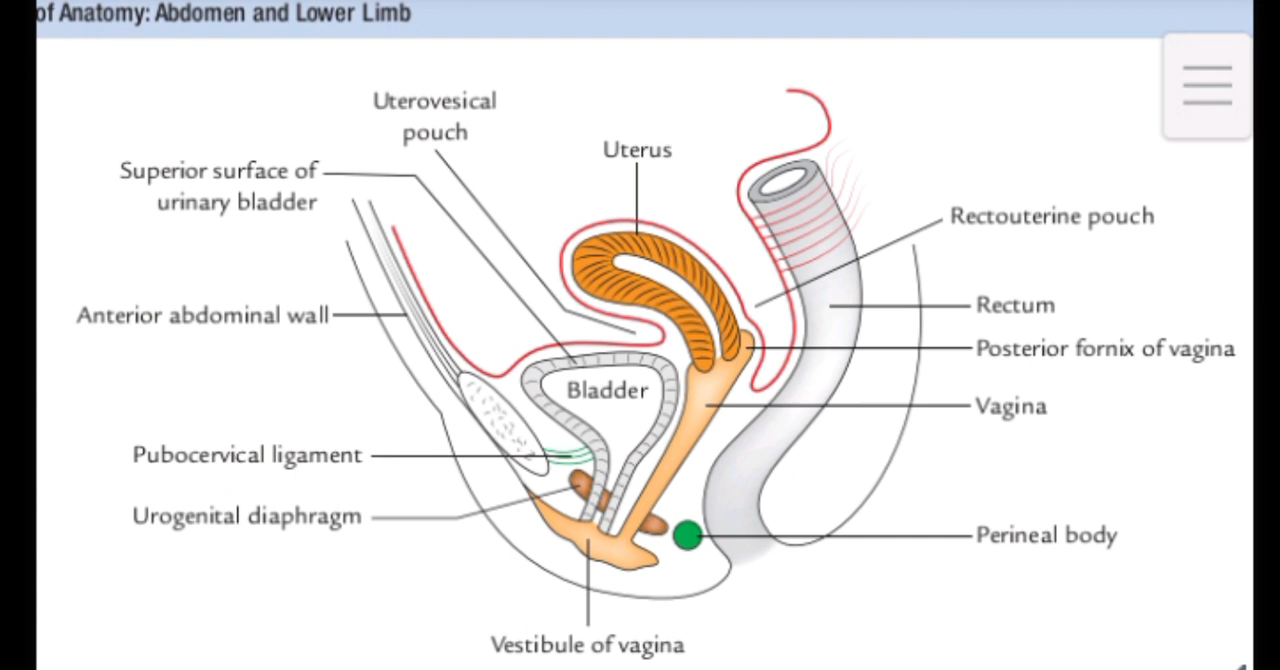 of Anatomy: Abdomen and Lower Limb
Uterovesical
pouch
Uterus
Superior surface of
urinary bladder
Rectouterine pouch
Anterior abdominal wall
Rectum
Posterior fornix of vagina
Bladder
Vagina
Pubocervical ligament
Urogenital diaphragm
Perineal body
Vestibule of vagina